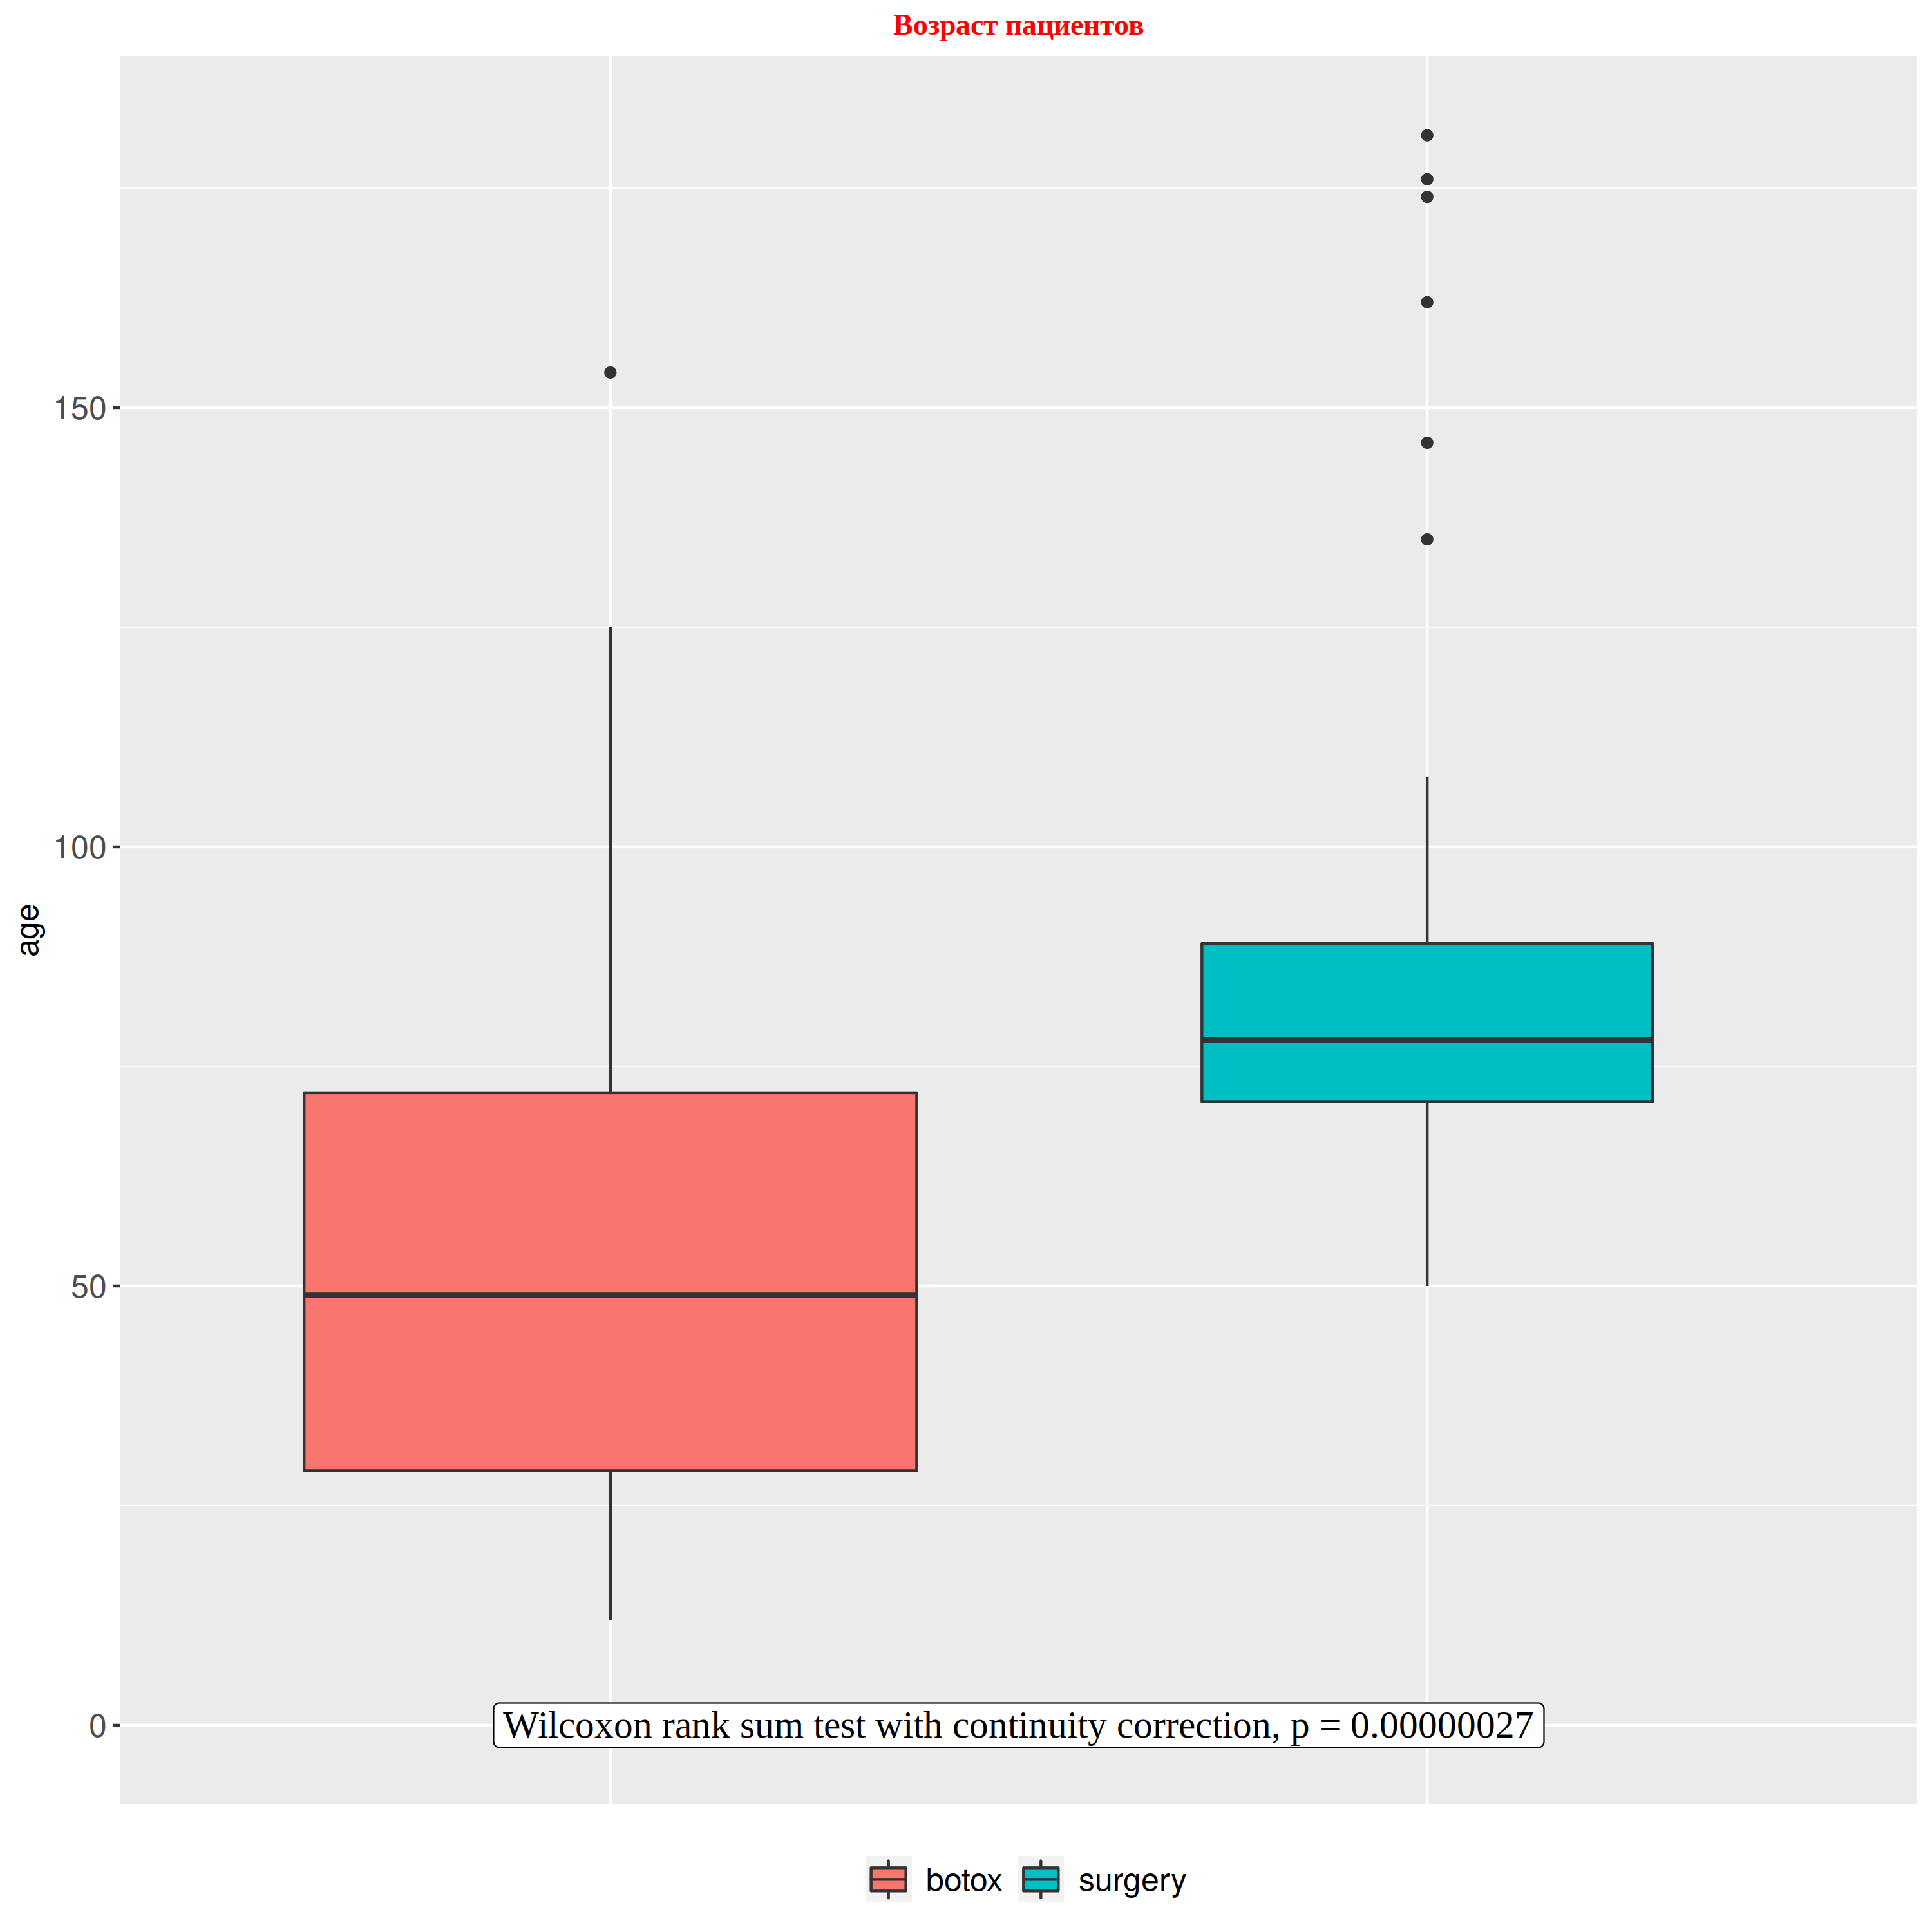 Возраст пациентов
150
100
50
0
age
Wilcoxon rank sum test with continuity correction, p = 0.00000027
botox surgery